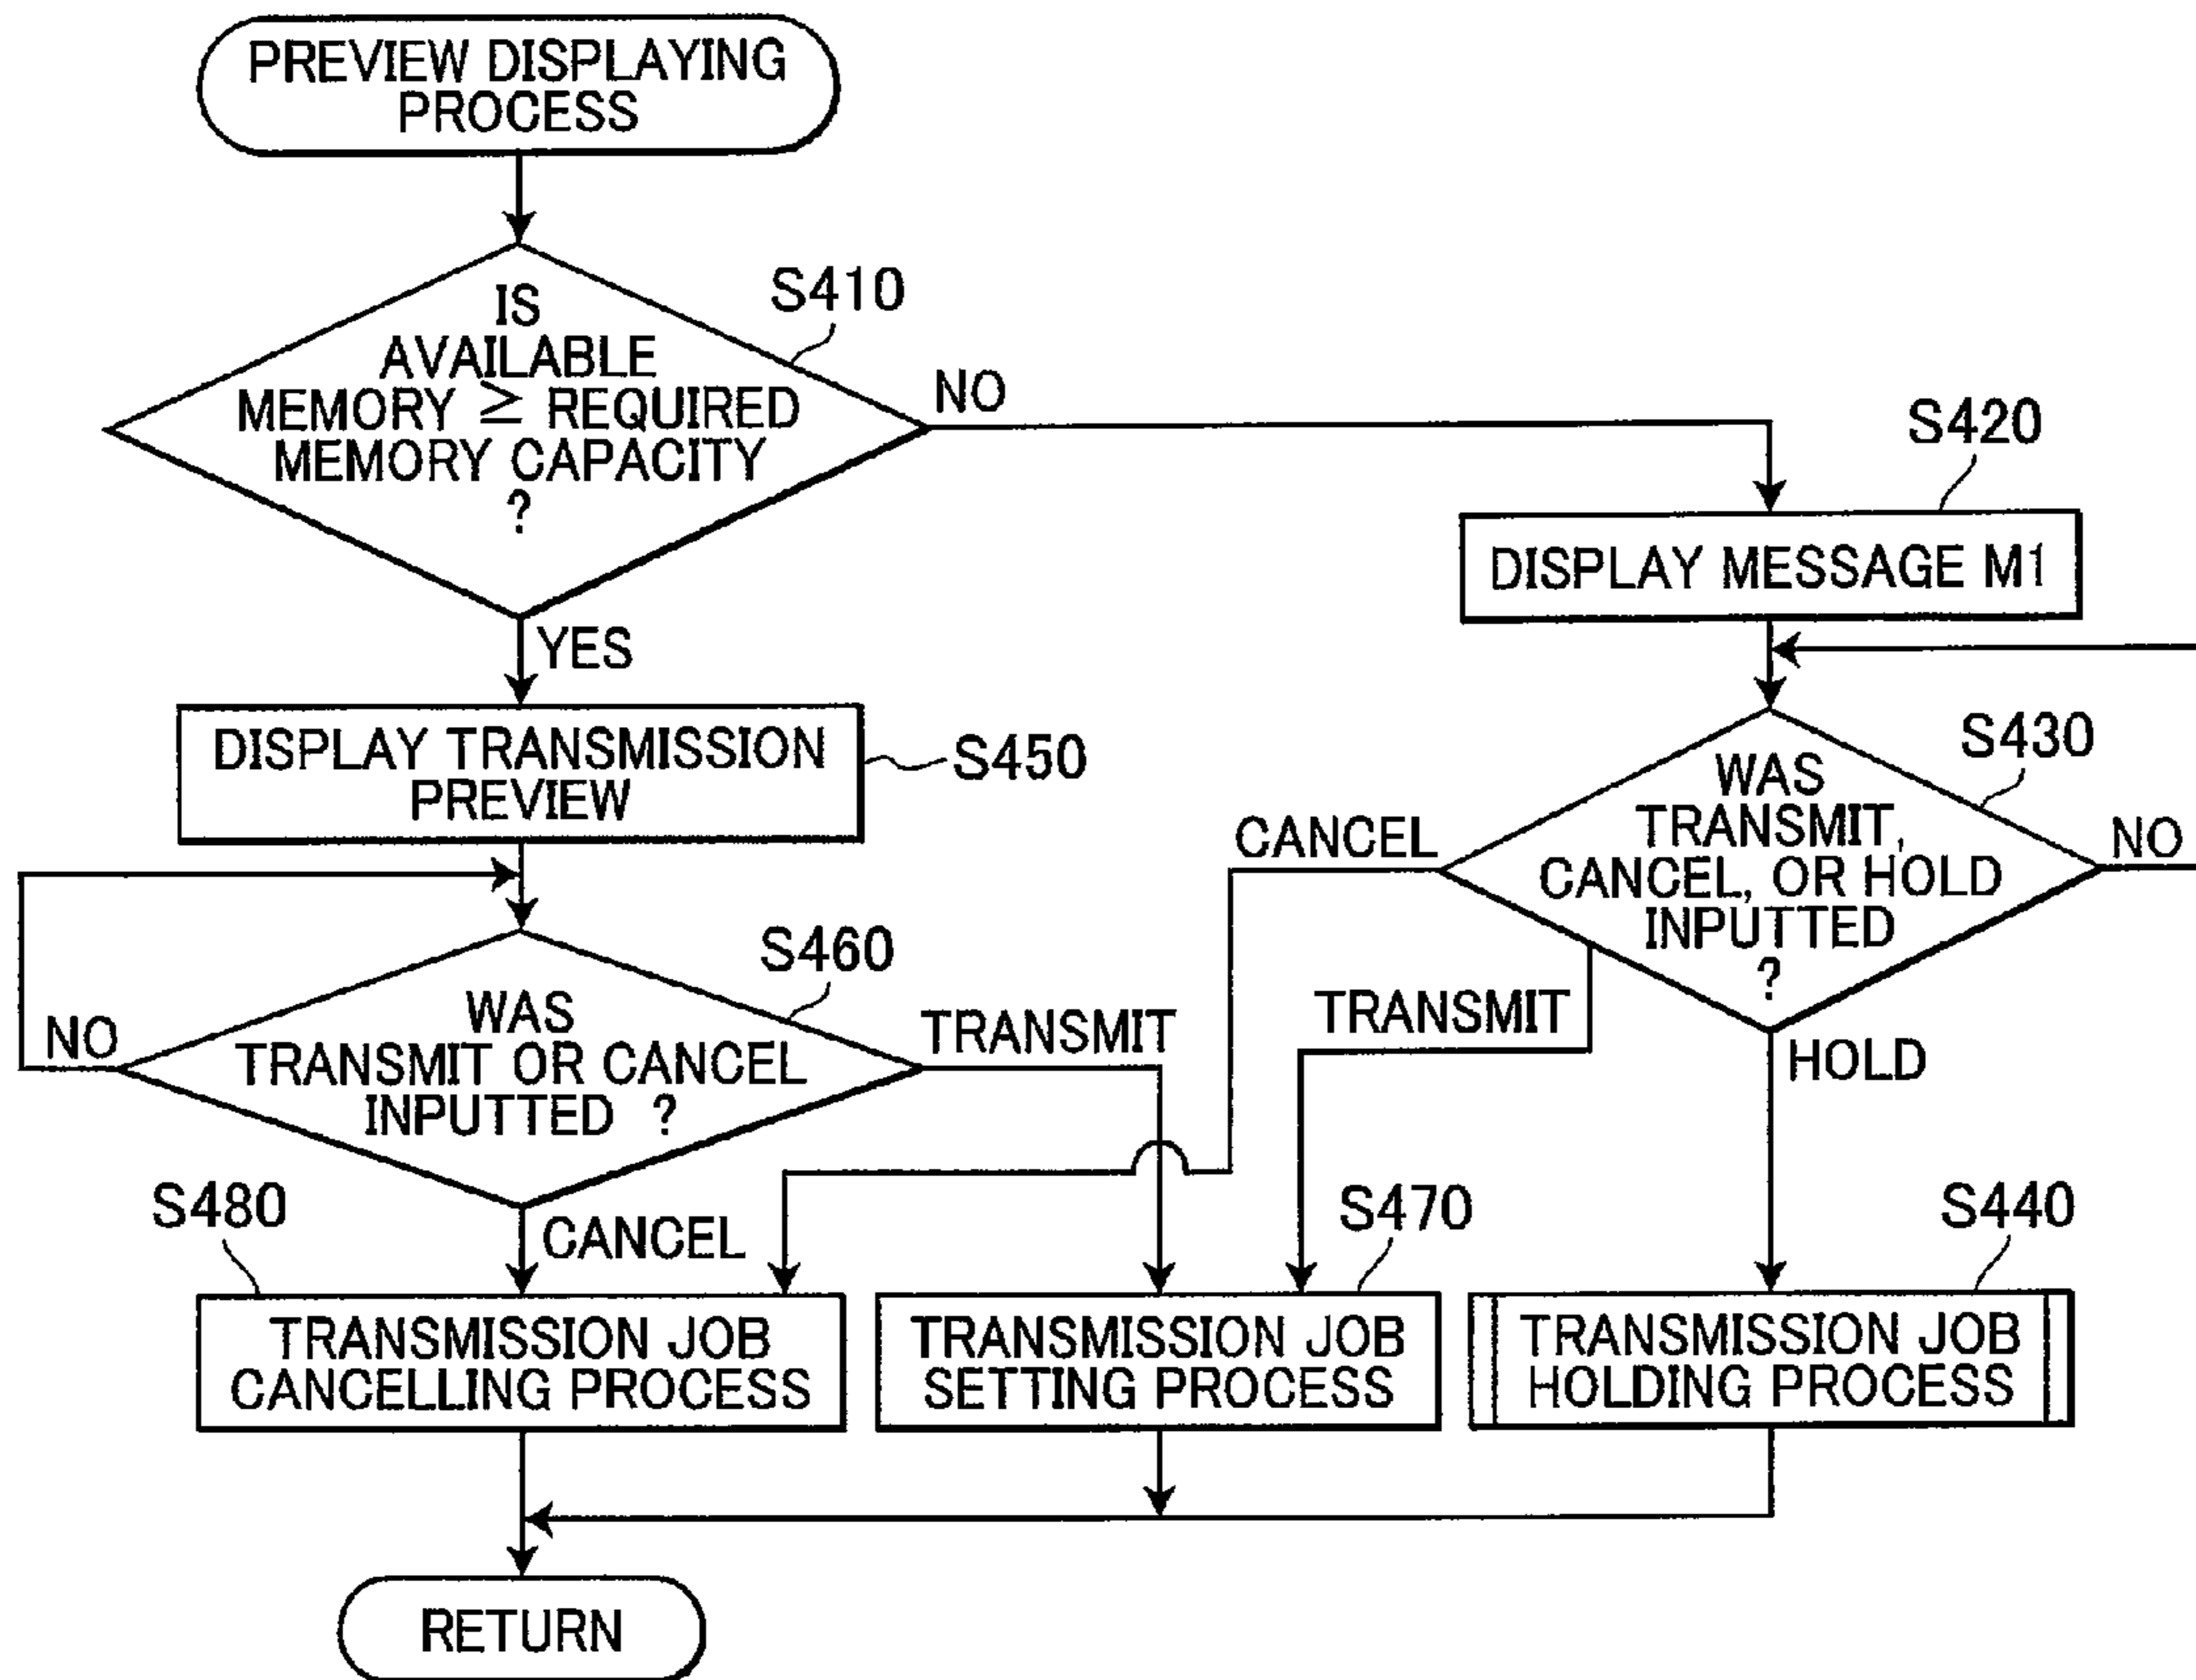 PREVIEW DISPLAYING
PROCESS
S410
IS
AVAILABLE
MEMORY ≧ REQUIRED
MEMORY CAPACITY
?
NO
YES
S420
DISPLAY MESSAGE M1
DISPLAY TRANSMISSION
PREVIEW
S450
S430
WAS
TRANSMIT,
CANCEL, OR HOLD
INPUTTED
?
CANCEL
NO
TRANSMIT
HOLD
S460
WAS
TRANSMIT OR CANCEL
INPUTTED ?
NO
TRANSMIT
CANCEL
S480
TRANSMISSION JOB
CANCELLING PROCESS
S470
TRANSMISSION JOB
SETTING PROCESS
S440
TRANSMISSION JOB
HOLDING PROCESS
RETURN